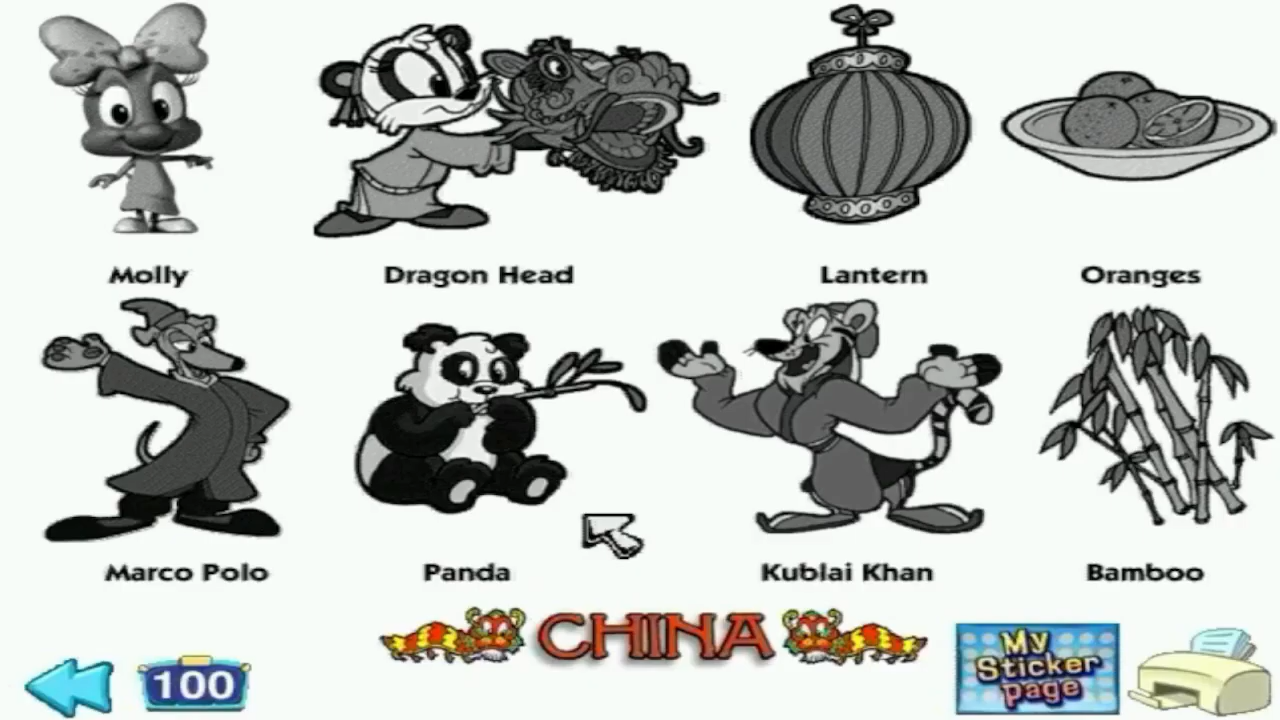 Molly
Dragon Head
Lantern
Oranges
Marco Polo
Panda
Kublai Khan
Bamboo
CHINA
100
My
Sticker
page